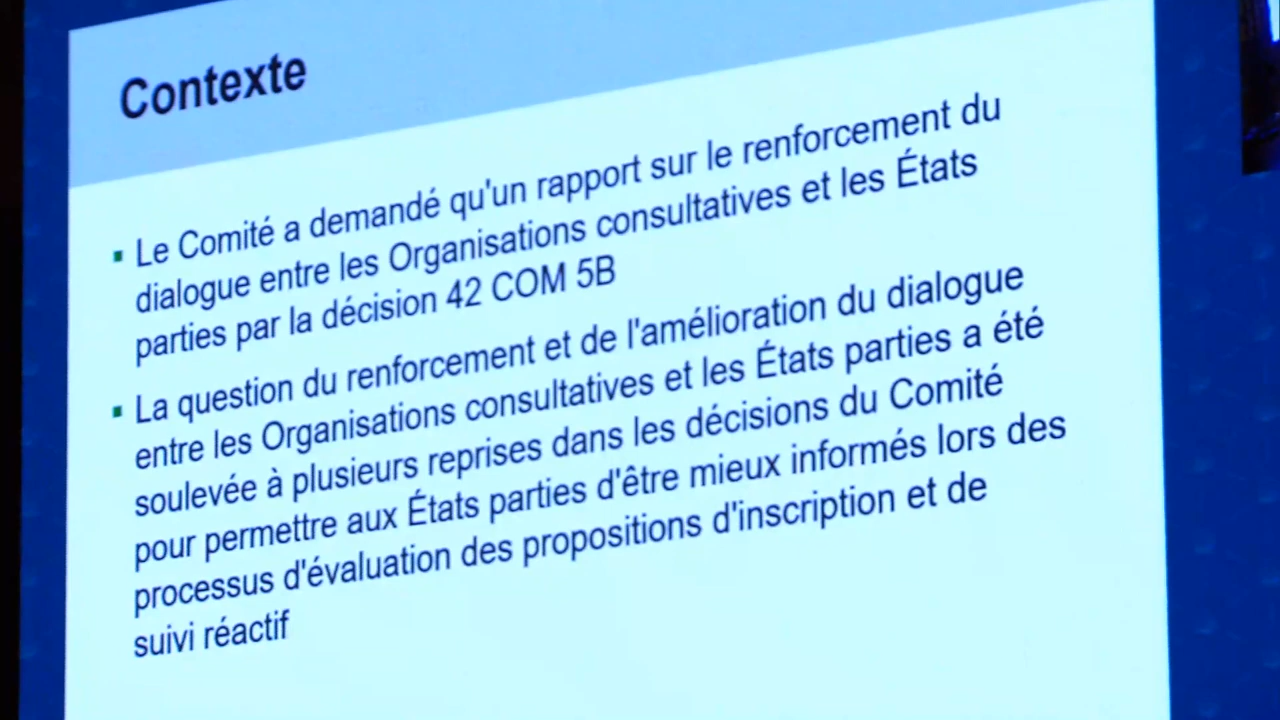 Contexte
▪ Le Comité a demandé qu'un rapport sur le renforcement du
dialogue entre les Organisations consultatives et les États
parties par la décision 42 COM 5B
▪ La question du renforcement et de l'amélioration du dialogue
entre les Organisations consultatives et les États parties a été
soulevée à plusieurs reprises dans les décisions du Comité
pour permettre aux États parties d'être mieux informés lors des
processus d'évaluation des propositions d'inscription et de
suivi réactif